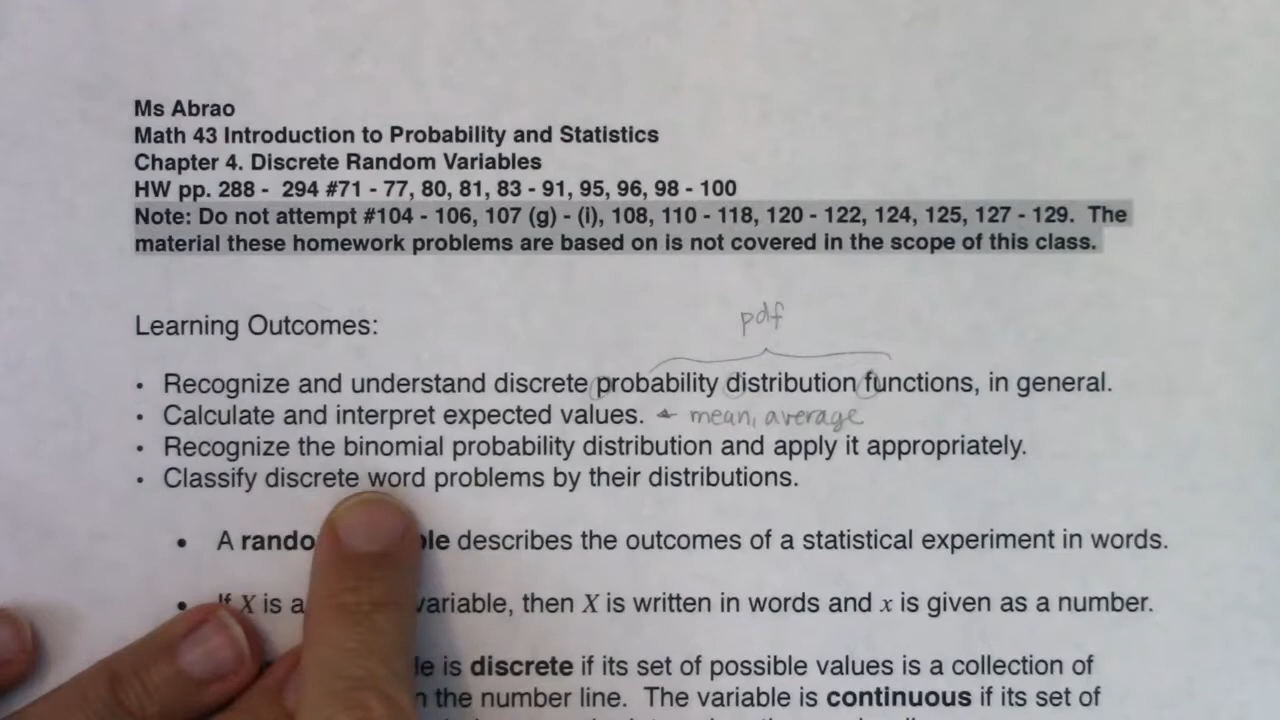 Ms Abrao
Math 43 Introduction to Probability and Statistics
Chapter 4. Discrete Random Variables
HW pp. 288 - 294 #71 - 77, 80, 81, 83 - 91, 95, 96, 98 - 100
Note: Do not attempt #104 - 106, 107 (g) - (i), 108, 110 - 118, 120 - 122, 124, 125, 127 - 129. The
material these homework problems are based on is not covered in the scope of this class.
Learning Outcomes:
pdf
• Recognize and understand discrete probability distribution functions, in general.
• Calculate and interpret expected values. ← mean, average
• Recognize the binomial probability distribution and apply it appropriately.
• Classify discrete word problems by their distributions.
• A describes the outcomes of a statistical experiment in words.
• If X is a variable, then X is written in words and x is given as a number.
is discrete if its set of possible values is a collection of
the number line. The variable is continuous if its set of